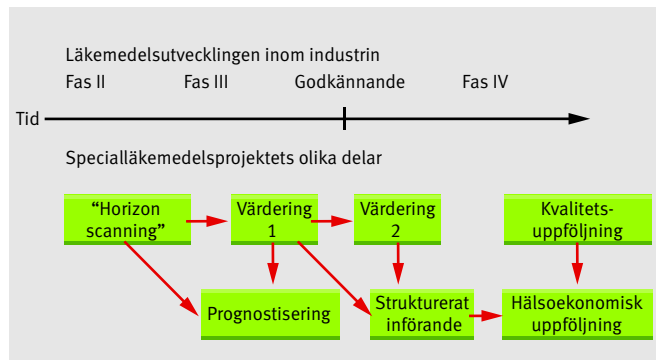 Läkemedelsutvecklingen inom industrin
Fas II Fas III Godkännande Fas IV
Tid
Specialläkemedelsprojektets olika delar
“Horizon
scanning”
Värdering
1
Värdering
2
Kvalitets-
uppföljning
Prognostisering
Strukturerat
införande
Hälsoekonomisk
uppföljning